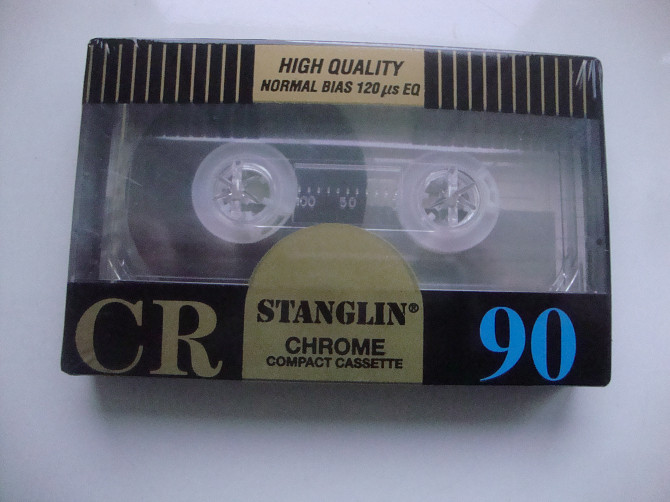 HIGH QUALITY
NORMAL BIAS 120 µs EQ
100 50
CR
STANGLIN®
CHROME
COMPACT CASSETTE
90